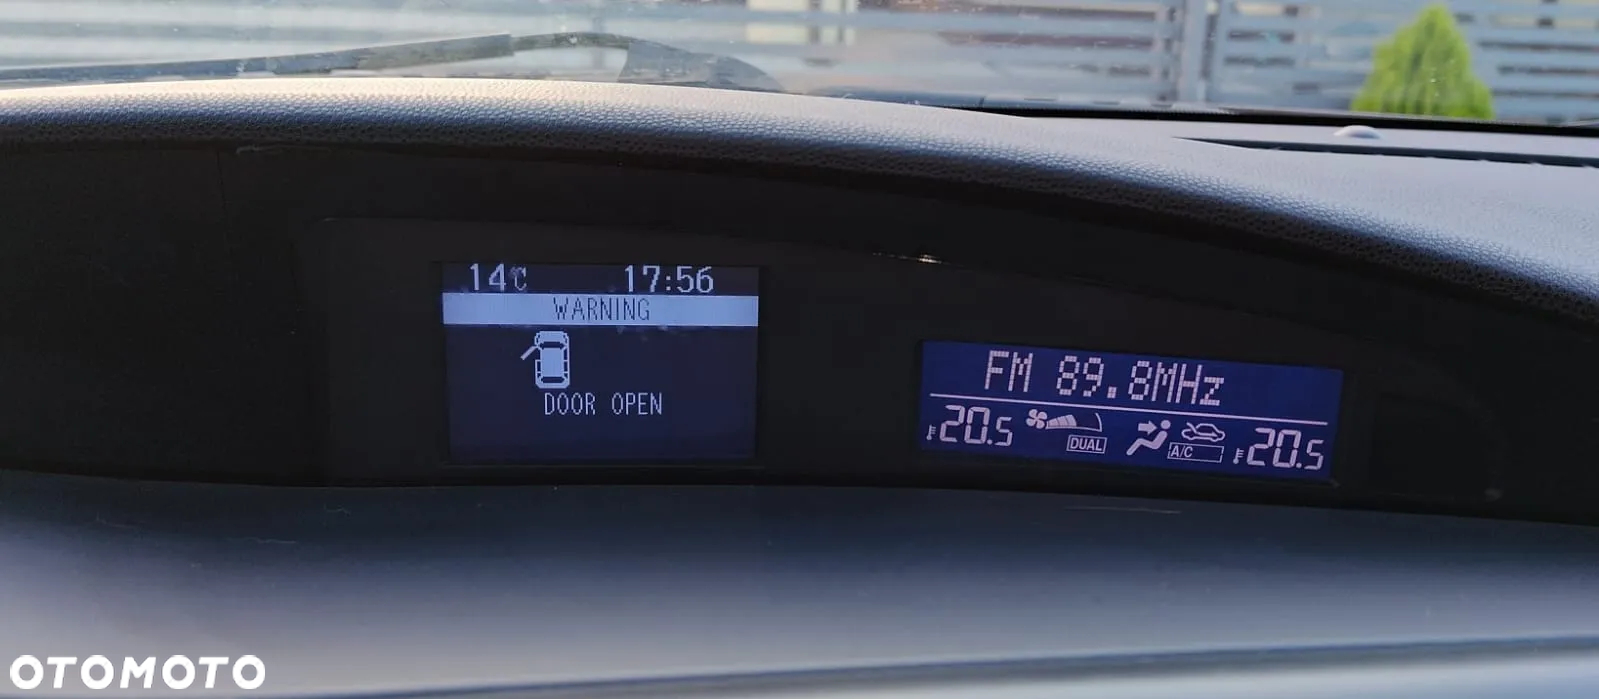 14℃ 17:56
WARNING
DOOR OPEN
FM 89.8MHz
20.5 DUAL A/C 20.5
OTOMOTO